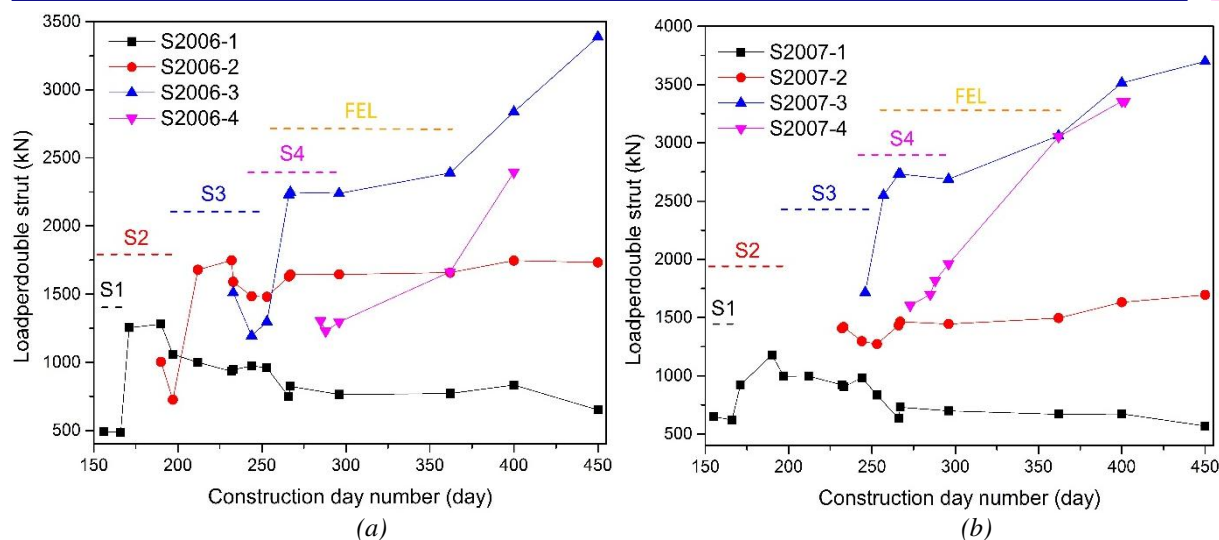 3500
3000
2500
2000
1500
1000
500
Loadperdouble strut (kN)
S2006-1
S2006-2
S2006-3
S2006-4
FEL
S4
S3
S2
S1
150 200 250 300 350 400 450
Construction day number (day)
(a)
4000
3500
3000
2500
2000
1500
1000
500
Loadperdouble strut (kN)
S2007-1
S2007-2
S2007-3
S2007-4
FEL
S4
S3
S2
S1
150 200 250 300 350 400 450
Construction day number (day)
(b)